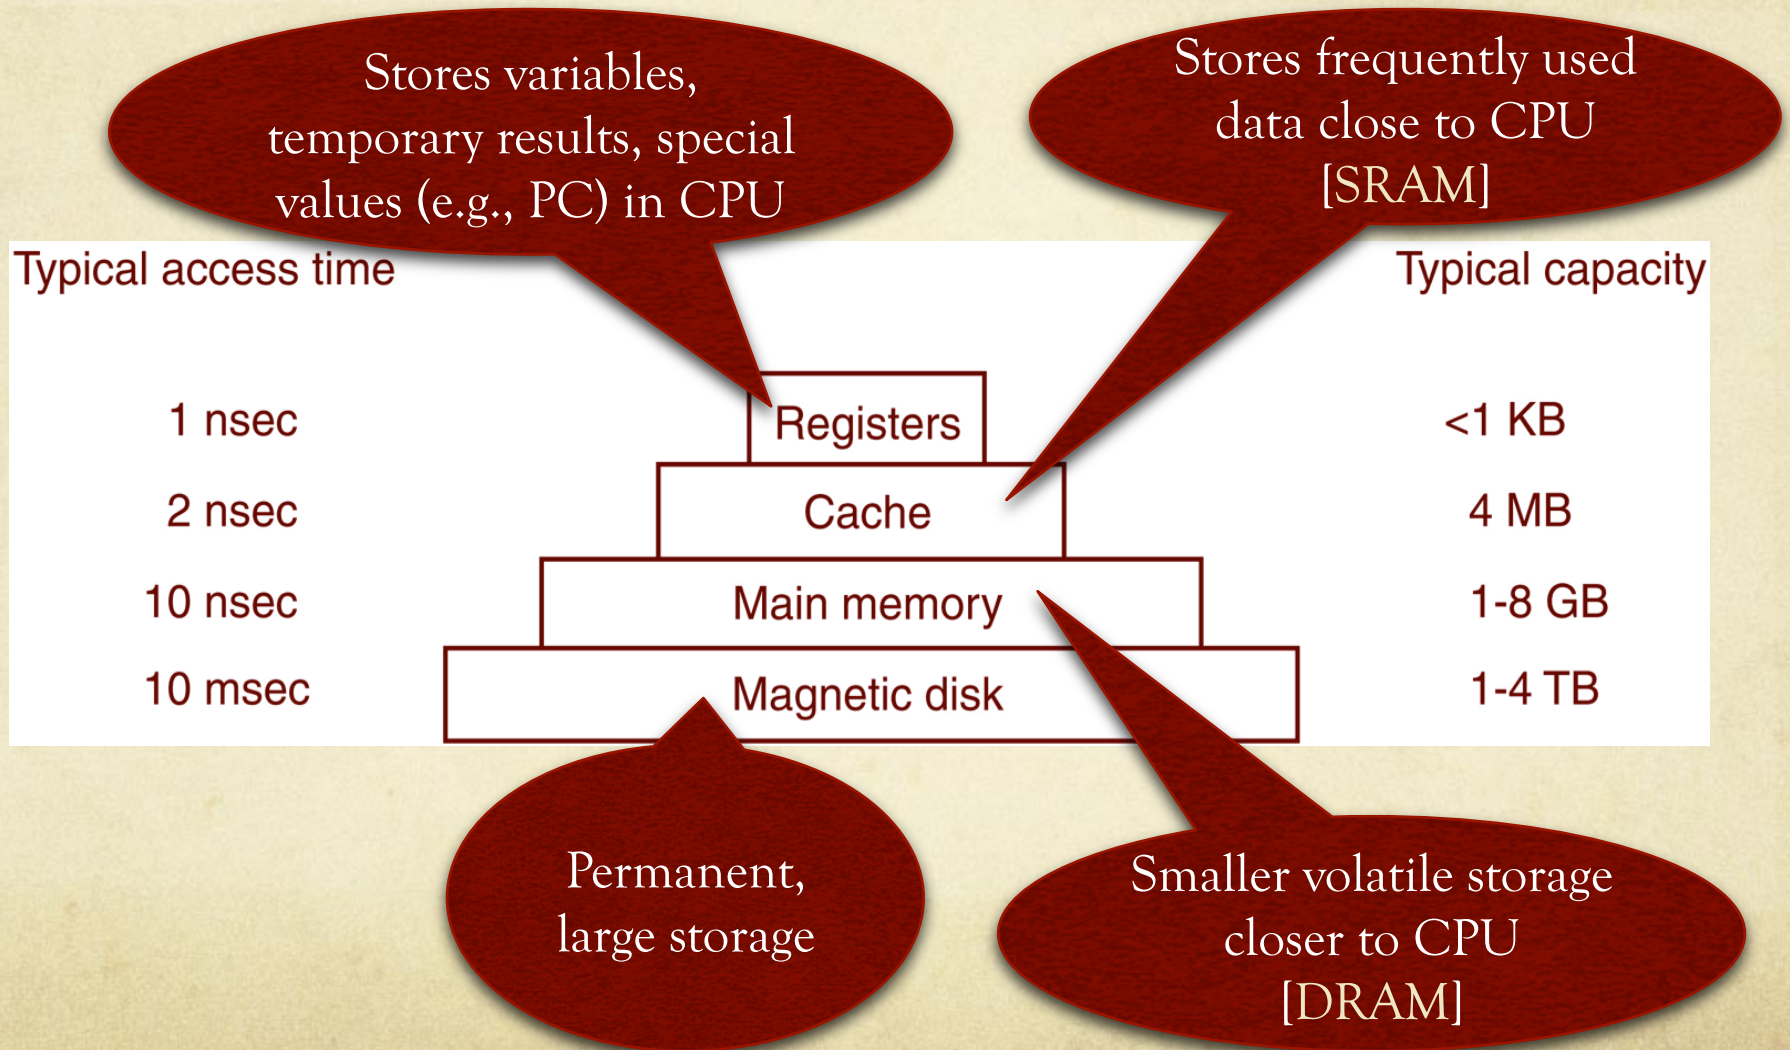 Stores variables,
temporary results, special
values (e.g., PC) in CPU
Stores frequently used
data close to CPU
[SRAM]
Typical access time
Typical capacity
1 nsec
Registers
<1 KB
2 nsec
Cache
4 MB
10 nsec
Main memory
1-8 GB
10 msec
Magnetic disk
1-4 TB
Permanent,
large storage
Smaller volatile storage
closer to CPU
[DRAM]